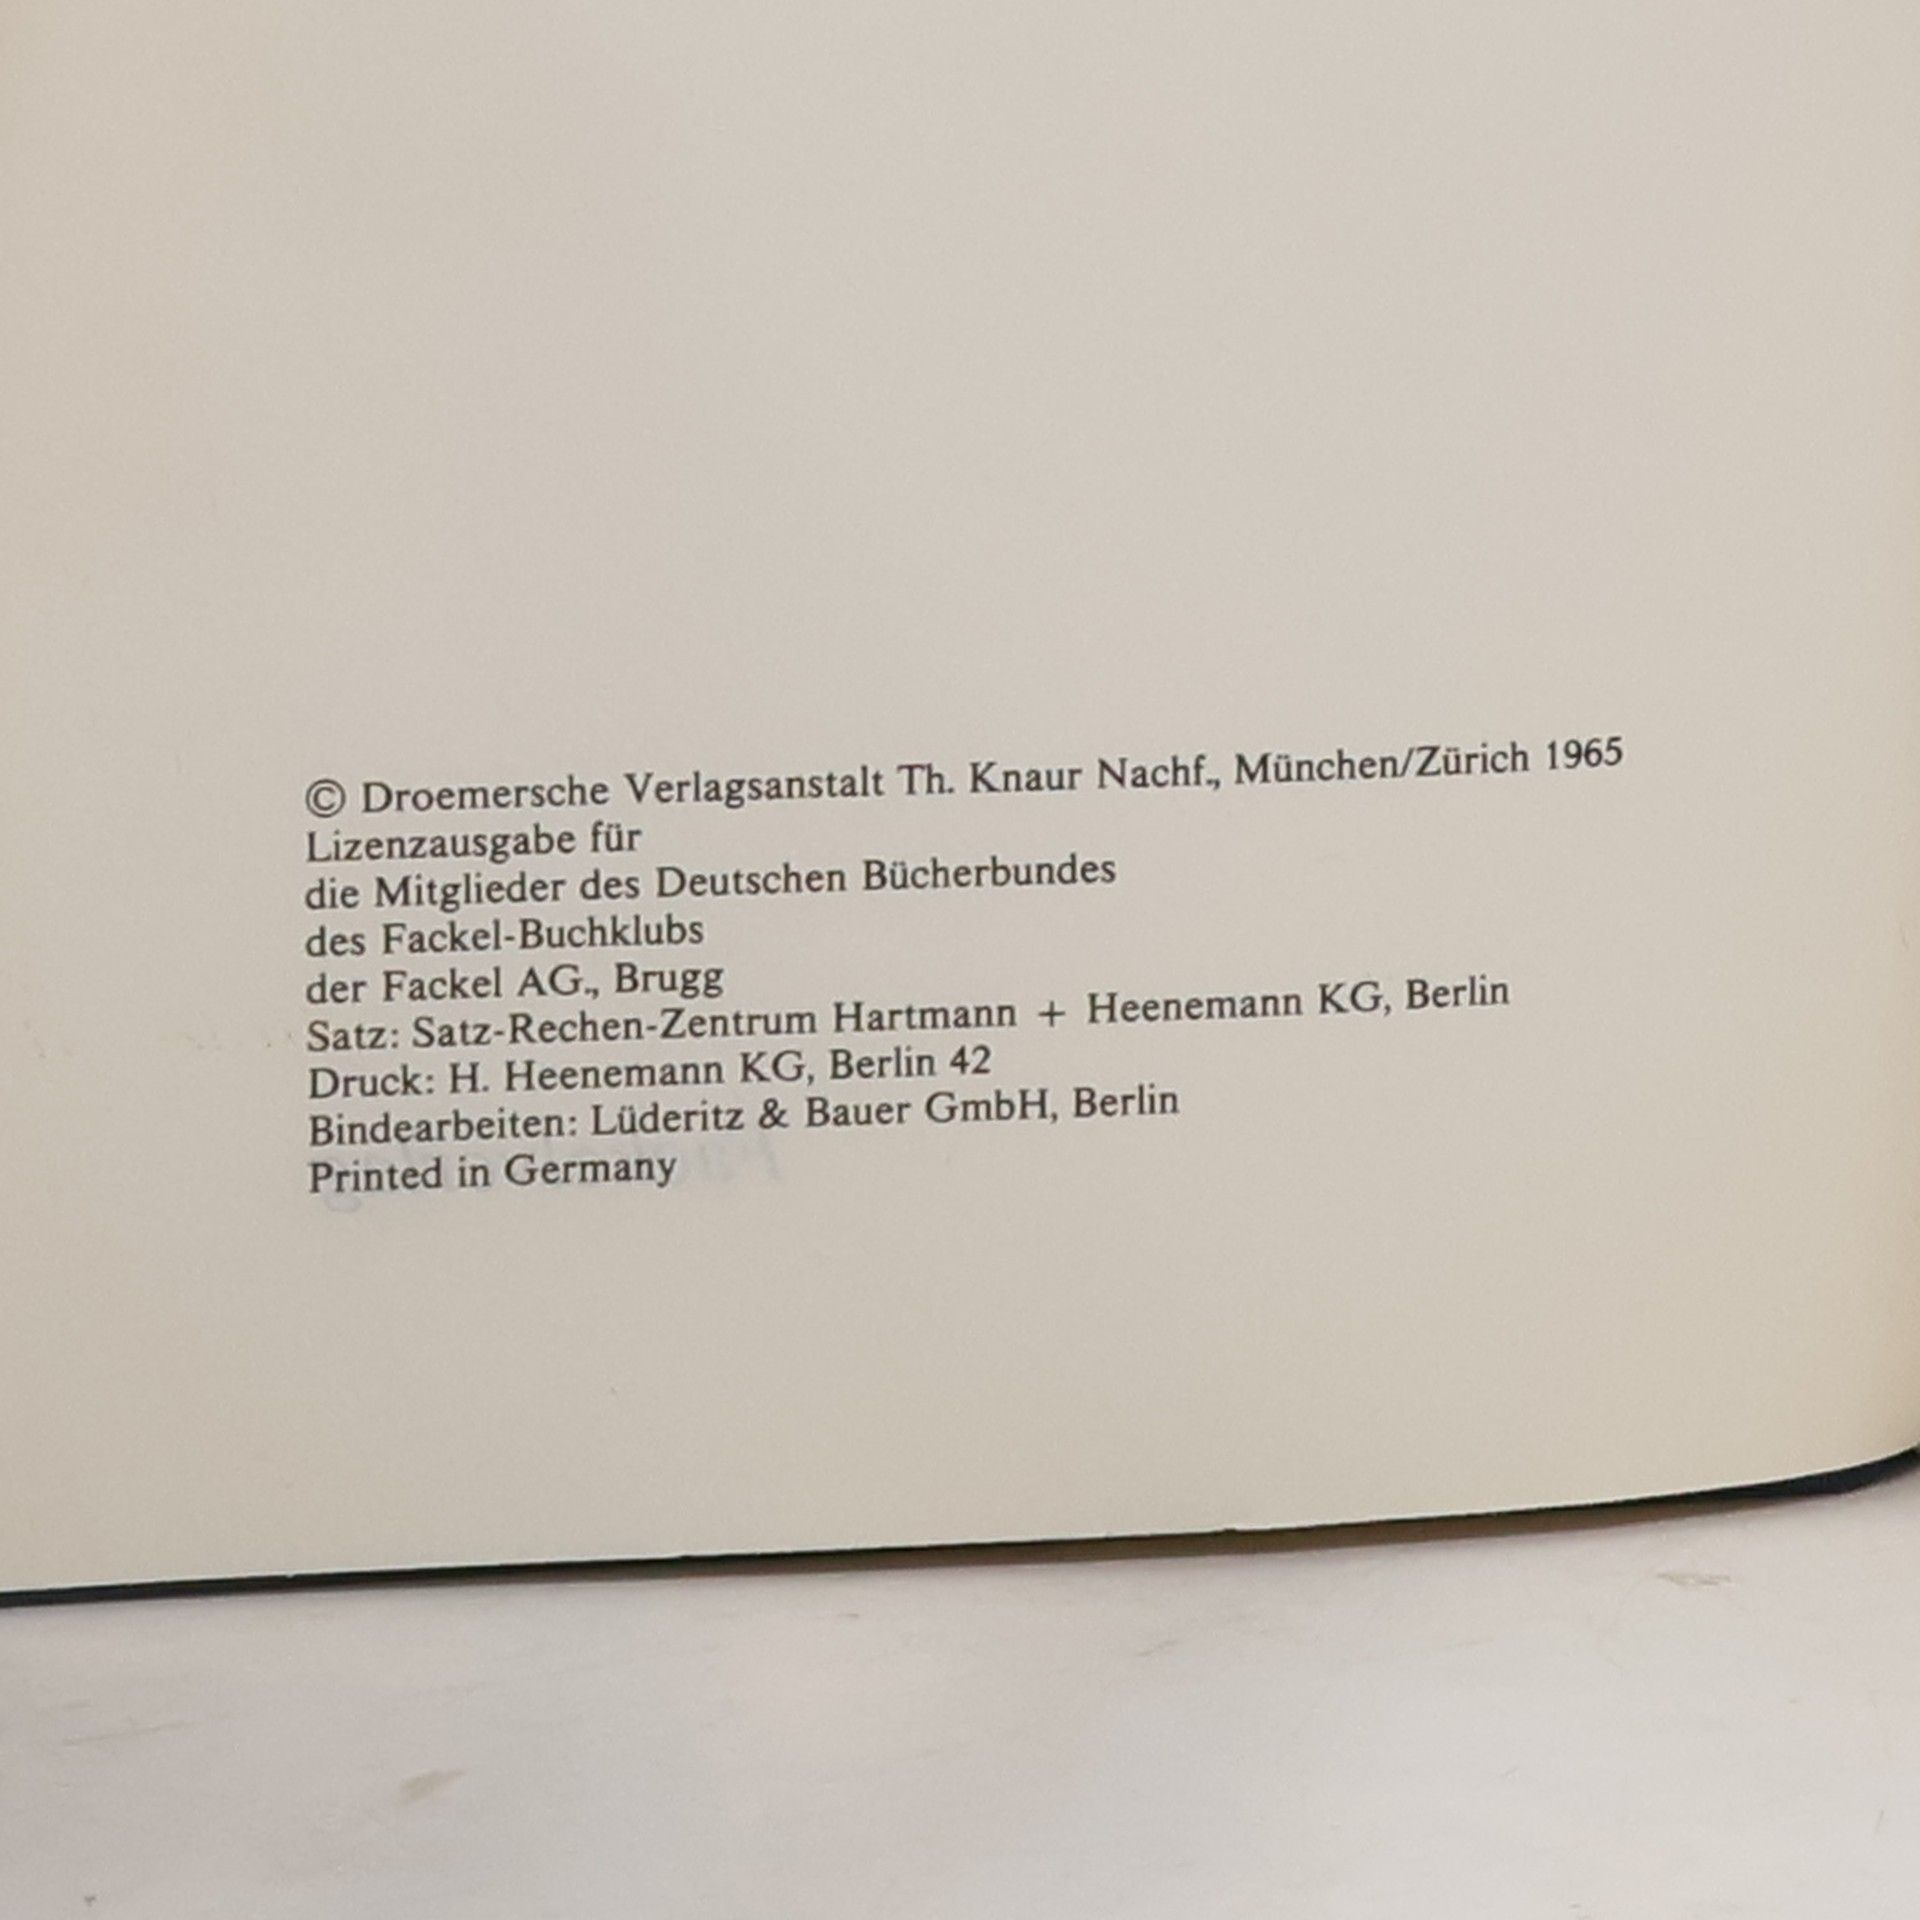 © Droemersche Verlagsanstalt Th. Knaur Nachf., München/Zürich 1965
Lizenzausgabe für
die Mitglieder des Deutschen Bücherbundes
des Fackel-Buchklubs
der Fackel AG., Brugg
Satz: Satz-Rechen-Zentrum Hartmann + Heenemann KG, Berlin
Druck: H. Heenemann KG, Berlin 42
Bindearbeiten: Lüderitz & Bauer GmbH, Berlin
Printed in Germany